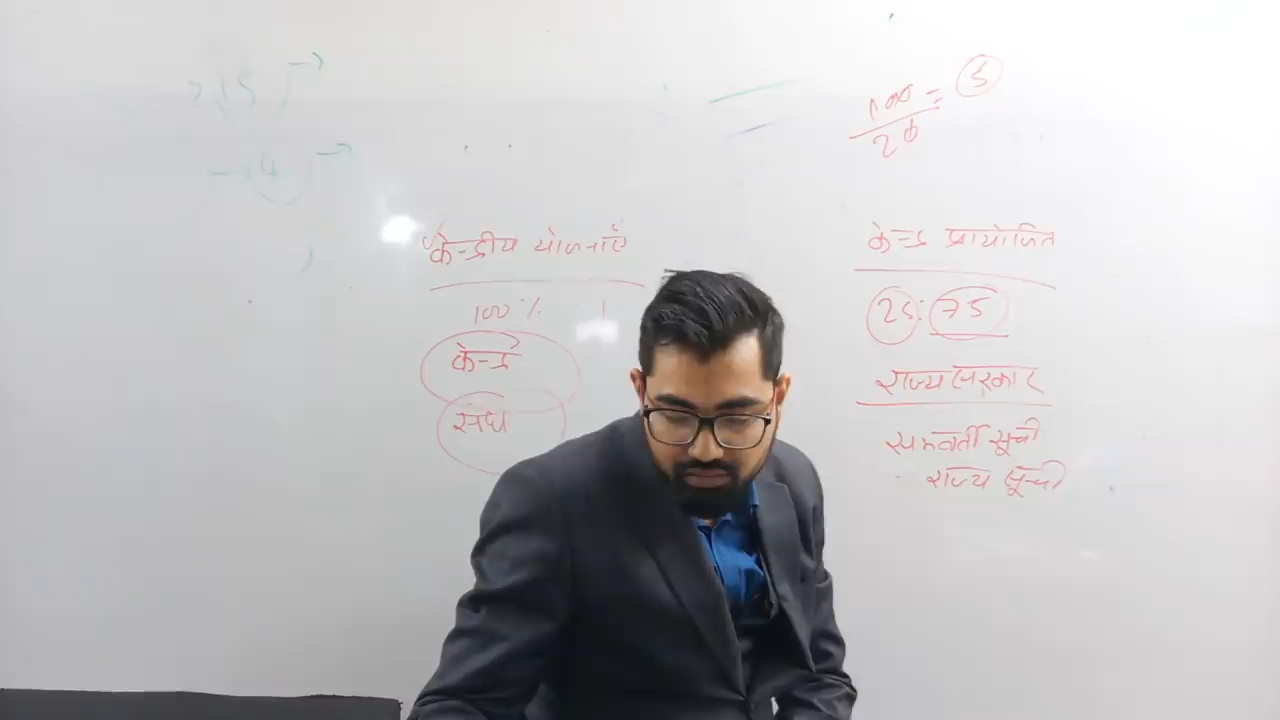 100 = 5
20
केन्द्रीय योजनाएँ
100 %
केन्द्र
संघ
केन्द्र प्रायोजित
25 : 75
राज्य सरकार
समवर्ती सूची
राज्य सूची